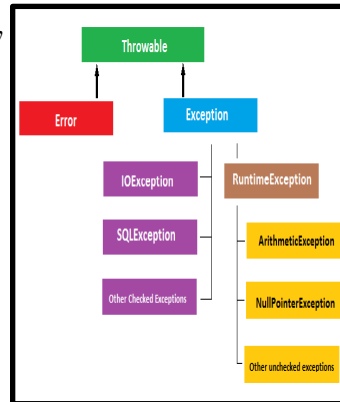 Throwable
Error
Exception
IOException
RuntimeException
SQLException
ArithmeticException
Other Checked Exceptions
NullPointerException
Other unchecked exceptions